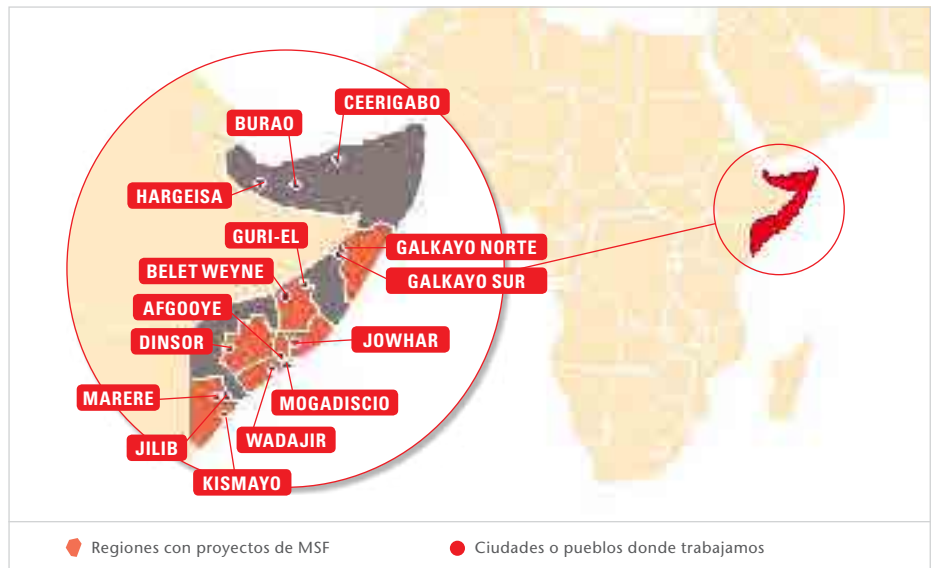 CEERIGABO
BURAO
HARGEISA
GURI-EL
GALKAYO NORTE
BELET WEYNE
GALKAYO SUR
AFGOOYE
DINSOR
JOWHAR
MARERE
MOGADISCIO
WADAJIR
JILIB
KISMAYO
Regiones con proyectos de MSF
Ciudades o pueblos donde trabajamos